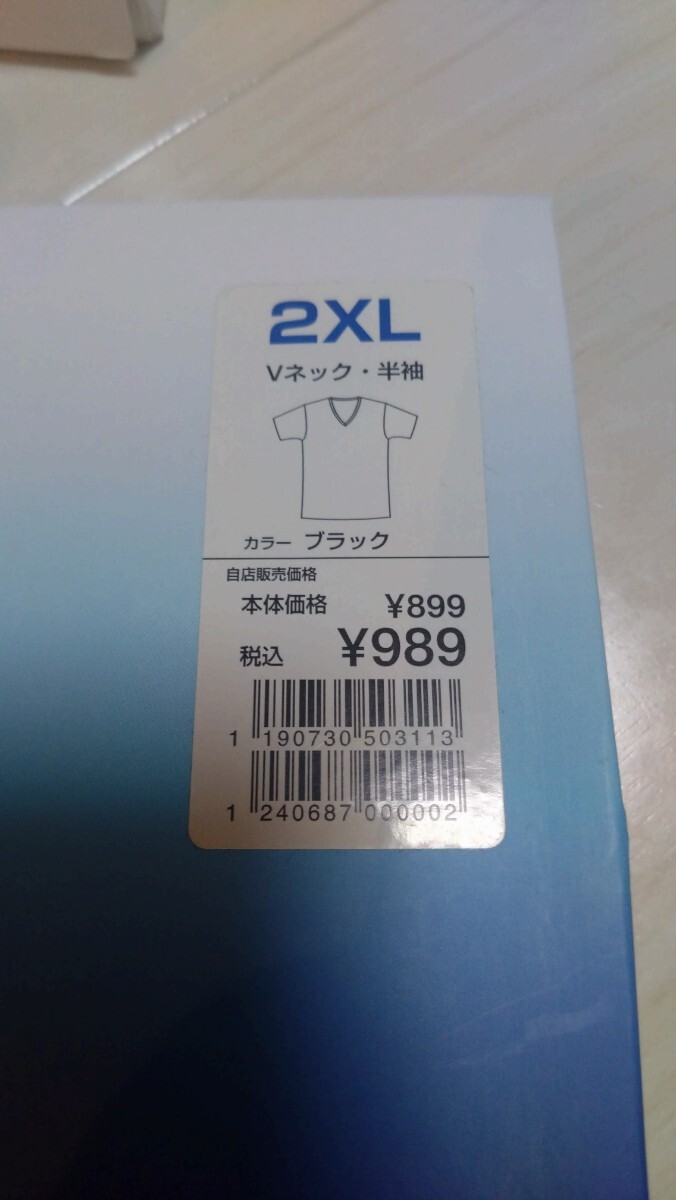 2XL
Vネック・半袖
カラー ブラック
自店販売価格
本体価格 ¥899
税込 ¥989
1 190730 503113
1 240687 000002